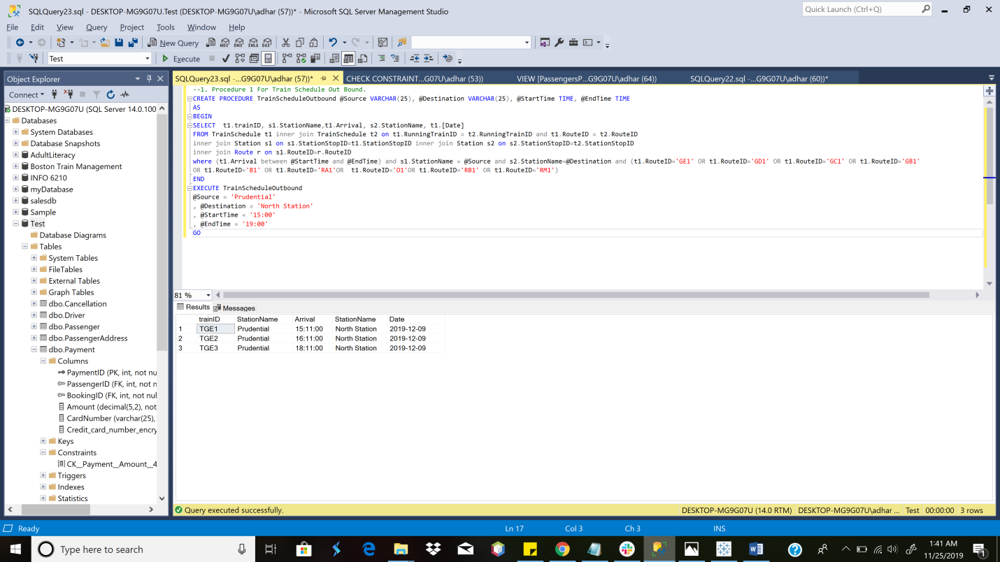 SQLQuery23.sql - DESKTOP-MG9G07U.Test (DESKTOP-MG9G07U\adhar (57))* - Microsoft SQL Server Management Studio
Quick Launch (Ctrl+Q)
File Edit View Query Project Tools Window Help
New Query
MDX DMX XMLA DAX
Test Execute
Object Explorer
SQLQuery23.sql -...G9G07U\adhar (57))* CHECK CONSTRAINT...G07U\adhar (53)) VIEW [PassengersP...G9G07U\adhar (64)) SQLQuery22.sql -...G9G07U\adhar (60))*
Connect
DESKTOP-MG9G07U (SQL Server 14.0.100
Databases
System Databases
Database Snapshots
AdultLiteracy
Boston Train Management
INFO 6210
myDatabase
salesdb
Sample
Test
Database Diagrams
Tables
System Tables
FileTables
External Tables
Graph Tables
dbo.Cancellation
dbo.Driver
dbo.Passenger
dbo.PassengerAddress
dbo.Payment
Columns
PaymentID (PK, int, not nu
PassengerID (FK, int, not n
BookingID (FK, int, not nul
Amount (decimal(5,2), not
CardNumber (varchar(25),
Credit_card_number_encry
Keys
Constraints
CK__Payment__Amount__4
Triggers
Indexes
Statistics
--1. Procedure 1 For Train Schedule Out Bound.
CREATE PROCEDURE TrainScheduleOutbound @Source VARCHAR(25), @Destination VARCHAR(25), @StartTime TIME, @EndTime TIME
AS
BEGIN
SELECT t1.trainID, s1.StationName,t1.Arrival, s2.StationName, t1.[Date]
FROM TrainSchedule t1 inner join TrainSchedule t2 on t1.RunningTrainID = t2.RunningTrainID and t1.RouteID = t2.RouteID
inner join Station s1 on s1.StationStopID=t1.StationStopID inner join Station s2 on s2.StationStopID=t2.StationStopID
inner join Route r on s1.RouteID=r.RouteID
where (t1.Arrival between @StartTime and @EndTime) and s1.StationName = @Source and s2.StationName=@Destination and (t1.RouteID='GE1' OR t1.RouteID='GD1' OR t1.RouteID='GC1' OR t1.RouteID='GB1'
OR t1.RouteID='B1' OR t1.RouteID='RA1'OR t1.RouteID='O1'OR t1.RouteID='RB1' OR t1.RouteID='RM1')
END
EXECUTE TrainScheduleOutbound
@Source = 'Prudential'
, @Destination = 'North Station'
, @StartTime = '15:00'
, @EndTime = '19:00'
GO
81 %
Results Messages
trainID StationName Arrival StationName Date
1 TGE1 Prudential 15:11:00 North Station 2019-12-09
2 TGE2 Prudential 16:11:00 North Station 2019-12-09
3 TGE3 Prudential 18:11:00 North Station 2019-12-09
Query executed successfully. DESKTOP-MG9G07U (14.0 RTM) DESKTOP-MG9G07U\adhar ... Test 00:00:00 3 rows
Ready Ln 17 Col 3 Ch 3 INS
Type here to search
1:41 AM
11/25/2019
1